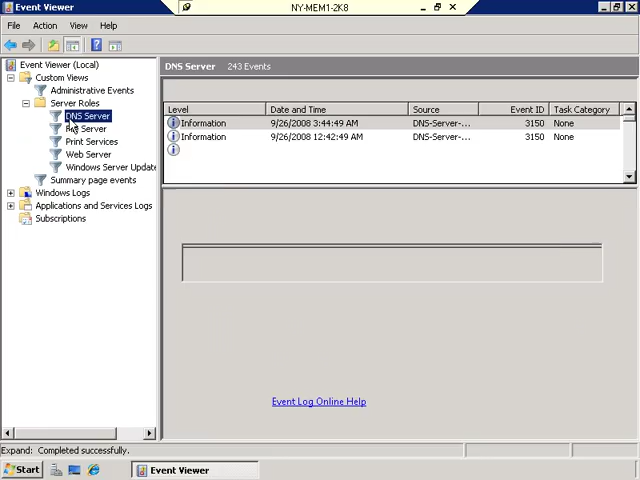 Event Viewer
NY-MEM1-2K8
File Action View Help
Event Viewer (Local)
Custom Views
Administrative Events
Server Roles
DNS Server
File Server
Print Services
Web Server
Windows Server Update
Summary page events
Windows Logs
Applications and Services Logs
Subscriptions
DNS Server 243 Events
Level Date and Time Source Event ID Task Category
Information 9/26/2008 3:44:49 AM DNS-Server-... 3150 None
Information 9/26/2008 12:42:49 AM DNS-Server-... 3150 None
Event Log Online Help
Expand: Completed successfully.
Start Event Viewer